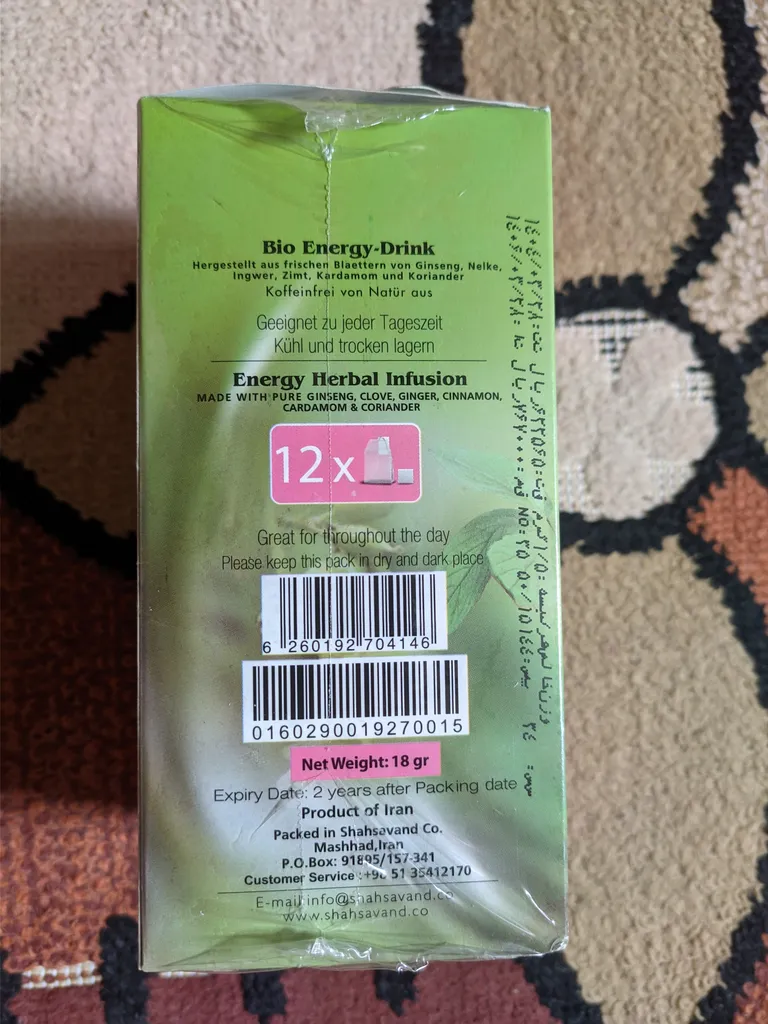 Bio Energy-Drink
Hergestellt aus frischen Blaettern von Ginseng, Nelke,
Ingwer, Zimt, Kardamom und Koriander
Koffeinfrei von Natür aus
Geeignet zu jeder Tageszeit
Kühl und trocken lagern
Energy Herbal Infusion
MADE WITH PURE GINSENG, CLOVE, GINGER, CINNAMON,
CARDAMOM & CORIANDER
12 x
Great for throughout the day
Please keep this pack in dry and dark place
6 260192 704146
0160290019270015
Net Weight: 18 gr
Expiry Date: 2 years after Packing date
Product of Iran
Packed in Shahsavand Co.
Mashhad,Iran
P.O.Box: 91895/157-341
Customer Service :+98 51 35412170
E-mail:info@shahsavand.co
www.shahsavand.co